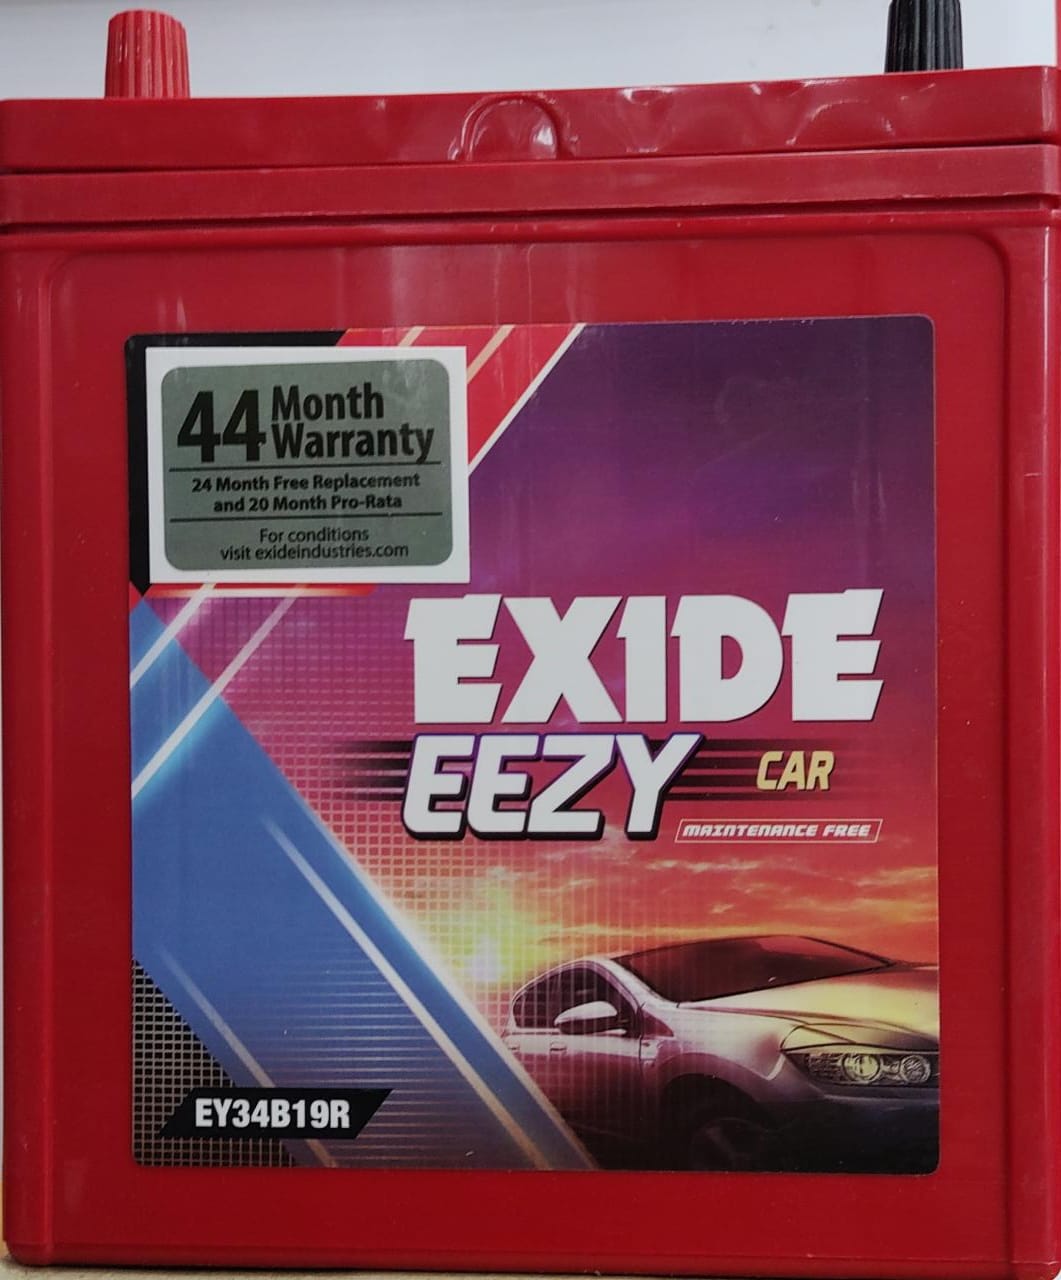 44 Month
Warranty
24 Month Free Replacement
and 20 Month Pro-Rata
For conditions
visit exideindustries.com
EXIDE
EEZY CAR
MAINTENANCE FREE
EY34B19R